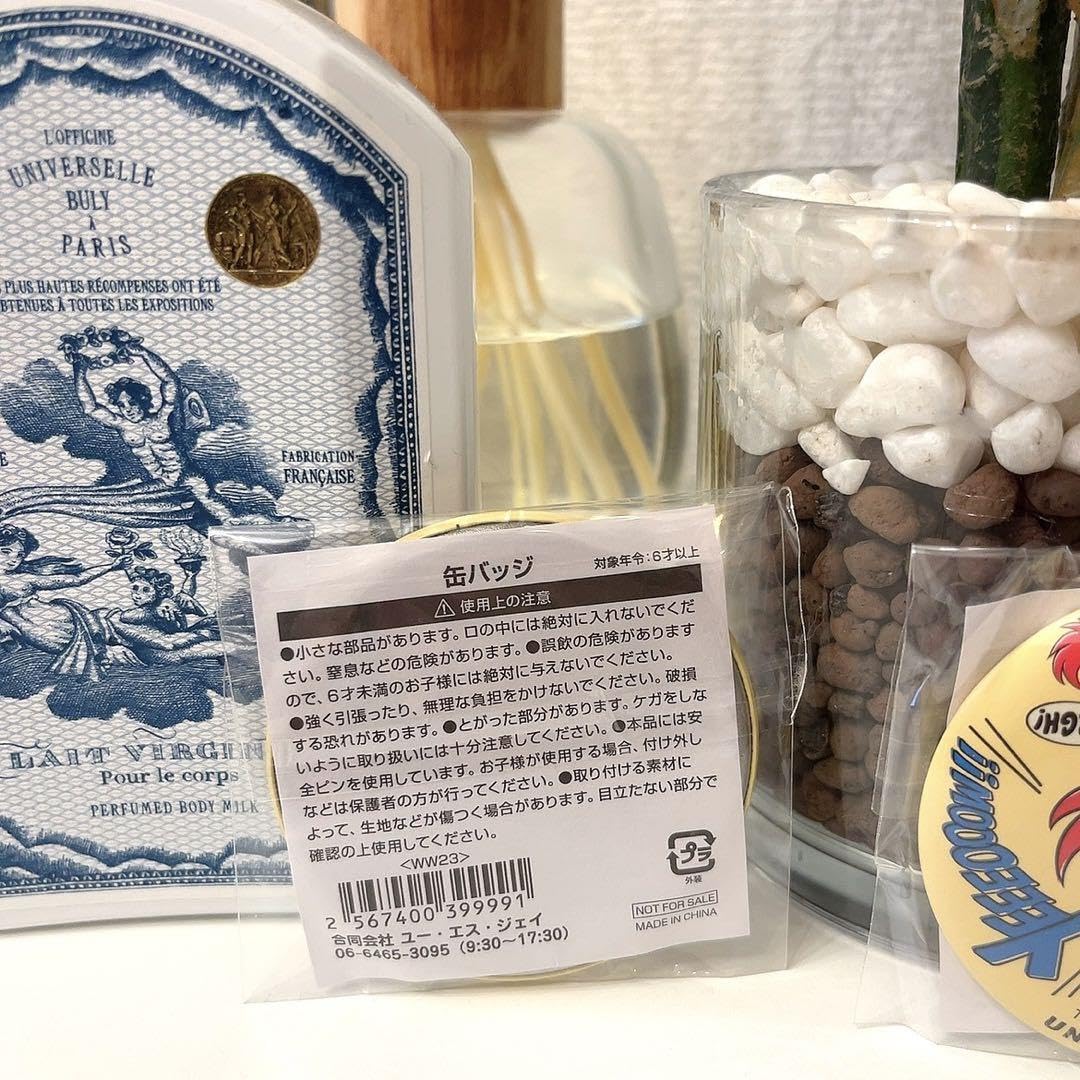 L'OFFICINE
UNIVERSELLE
BULY
À
PARIS
PLUS HAUTES RÉCOMPENSES ONT ÉTÉ
BTENUES À TOUTES LES EXPOSITIONS
FABRICATION
FRANÇAISE
LAIT VIRGIN
Pour le corps
PERFUMED BODY MILK
缶バッジ
対象年令:6才以上
⚠ 使用上の注意
●小さな部品があります。口の中には絶対に入れないでくだ
さい。窒息などの危険があります。●誤飲の危険があります
ので、6才未満のお子様には絶対に与えないでください。
●強く引張ったり、無理な負担をかけないでください。破損
する恐れがあります。●とがった部分があります。ケガをしな
いように取り扱いには十分注意してください。●本品には安
全ピンを使用しています。お子様が使用する場合、付け外し
などは保護者の方が行ってください。●取り付ける素材に
よって、生地などが傷つく場合があります。目立たない部分で
確認の上使用してください。
<WW23>
2 567400 399991
合同会社 ユー・エス・ジェイ
06-6465-3095 (9:30～17:30)
プラ
外装
NOT FOR SALE
MADE IN CHINA
GH!
UN